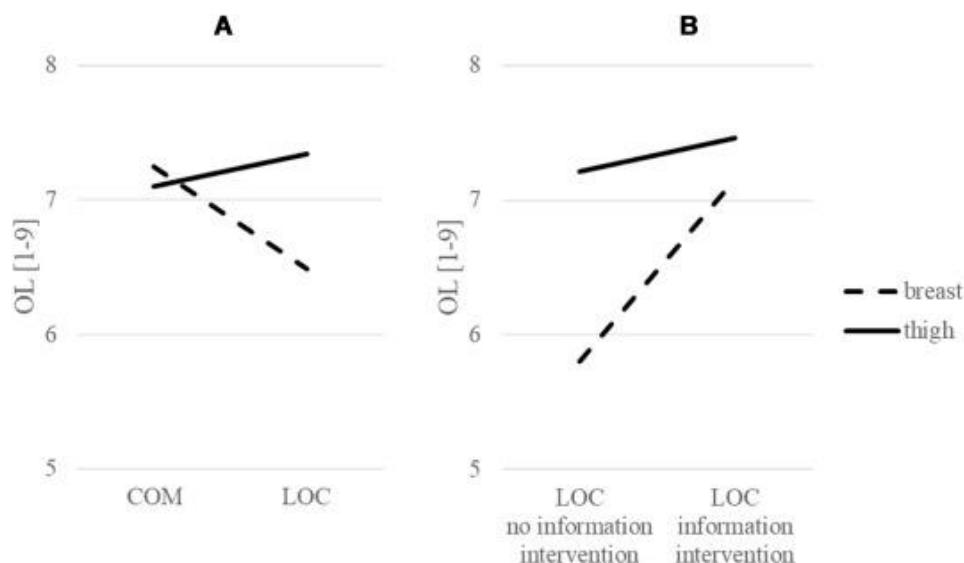 A
8
7
6
5
OL [1-9]
COM
LOC
B
8
7
6
5
OL [1-9]
LOC
no information
intervention
LOC
information
intervention
breast
thigh